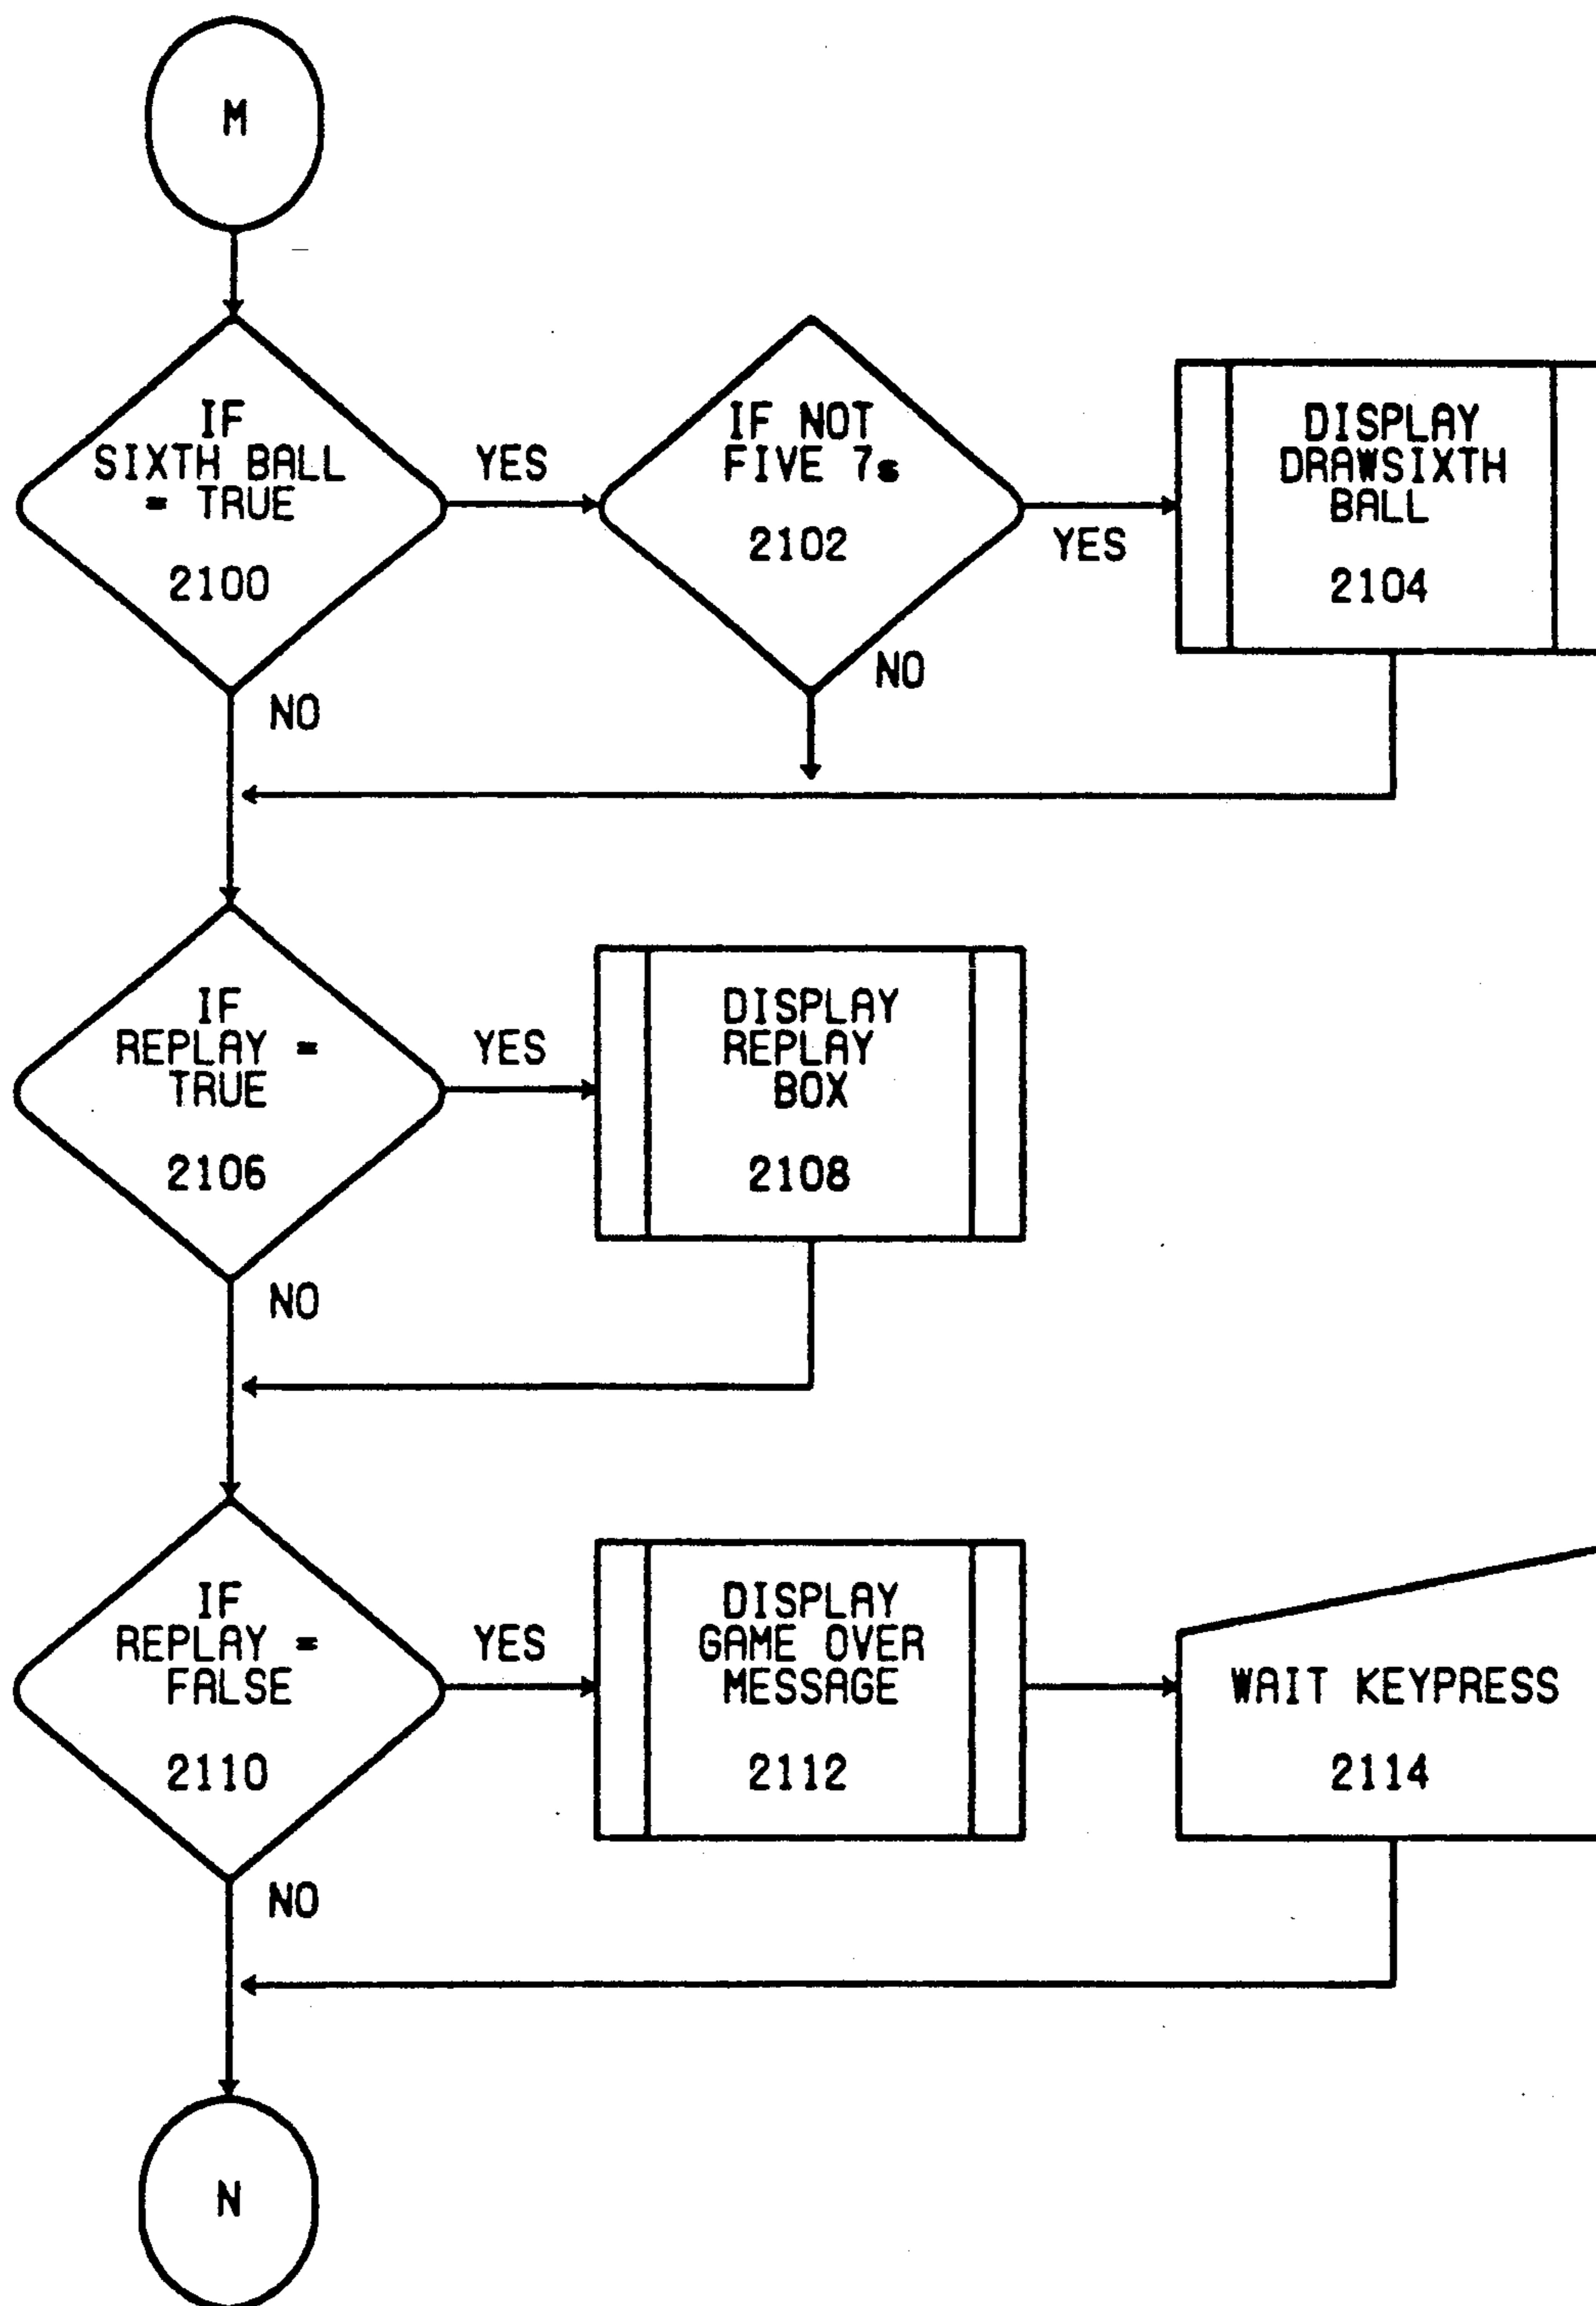 M
IF
SIXTH BALL
= TRUE
2100
YES
NO
IF NOT
FIVE 7s
2102
YES
NO
DISPLAY
DRAWSIXTH
BALL
2104
IF
REPLAY =
TRUE
2106
YES
NO
DISPLAY
REPLAY
BOX
2108
IF
REPLAY =
FALSE
2110
YES
NO
DISPLAY
GAME OVER
MESSAGE
2112
WAIT KEYPRESS
2114
N